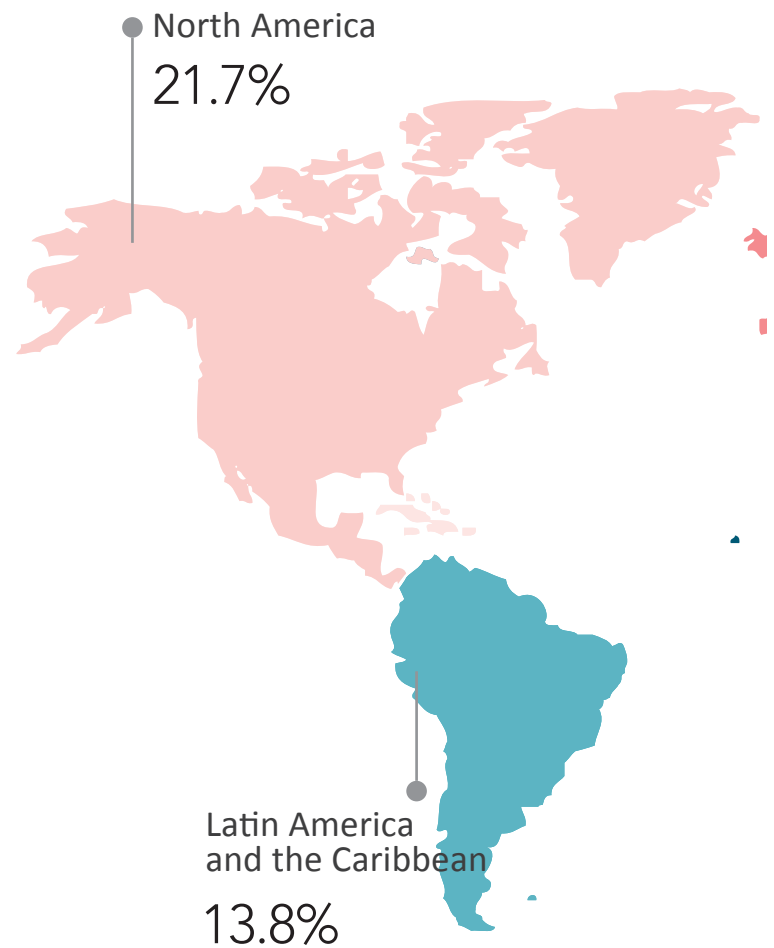 North America
21.7%
Latin America
and the Caribbean
13.8%